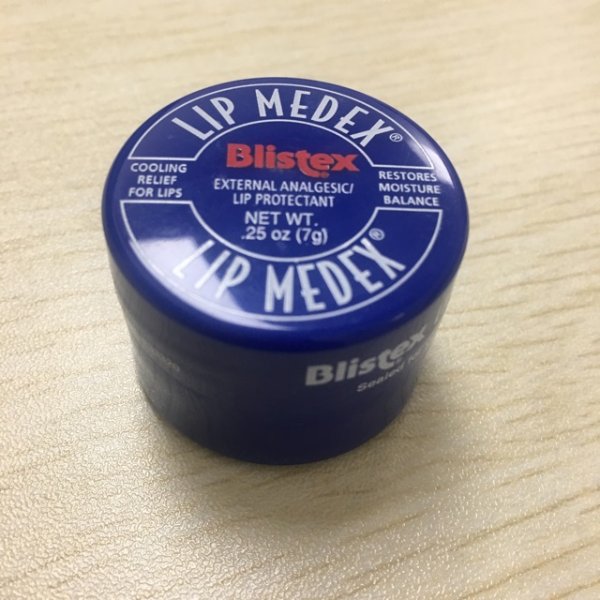 LIP MEDEX®
Blistex
COOLING
RELIEF
FOR LIPS
EXTERNAL ANALGESIC/
LIP PROTECTANT
RESTORES
MOISTURE
BALANCE
NET WT.
.25 oz (7g)
LIP MEDEX®
Blistex
Sealed